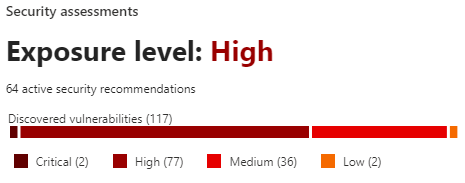 Security assessments
Exposure level: High
64 active security recommendations
Discovered vulnerabilities (117)
Critical (2) High (77) Medium (36) Low (2)